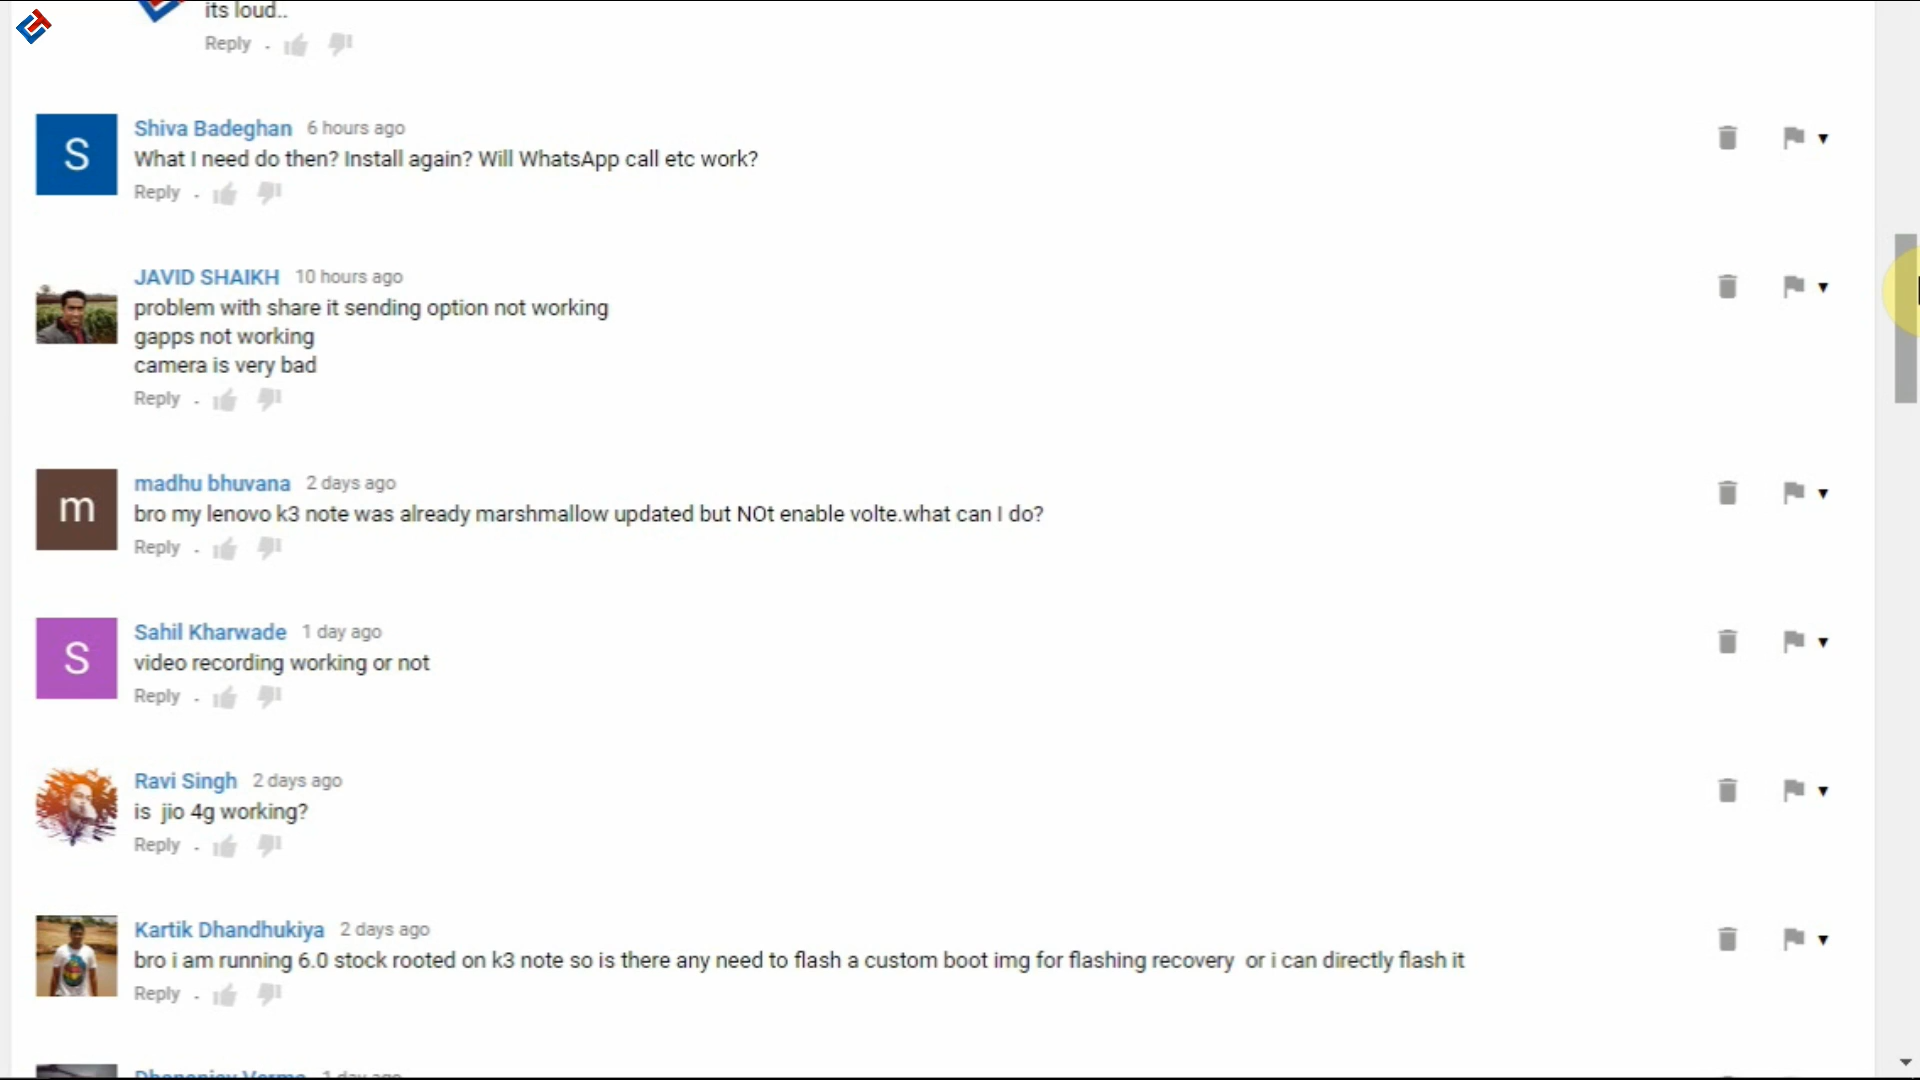 its loud..
Reply .
S
Shiva Badeghan 6 hours ago
What I need do then? Install again? Will WhatsApp call etc work?
Reply .
JAVID SHAIKH 10 hours ago
problem with share it sending option not working
gapps not working
camera is very bad
Reply .
m
madhu bhuvana 2 days ago
bro my lenovo k3 note was already marshmallow updated but NOt enable volte.what can I do?
Reply .
S
Sahil Kharwade 1 day ago
video recording working or not
Reply .
Ravi Singh 2 days ago
is jio 4g working?
Reply .
Kartik Dhandhukiya 2 days ago
bro i am running 6.0 stock rooted on k3 note so is there any need to flash a custom boot img for flashing recovery or i can directly flash it
Reply .
1 day ago